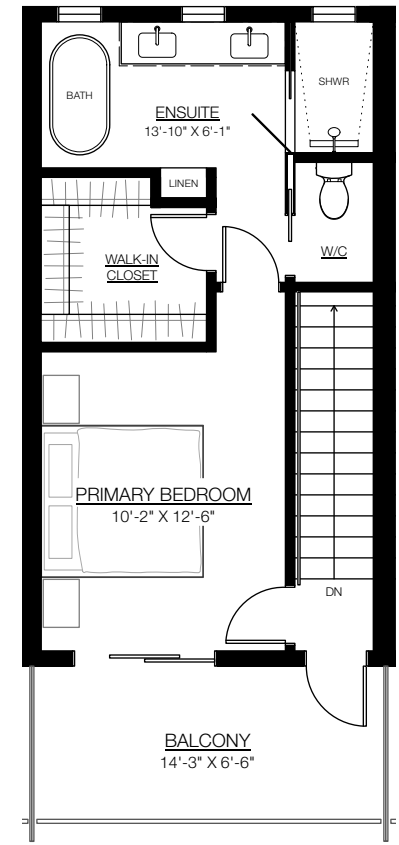 BATH
SHWR
ENSUITE
13'-10" X 6'-1"
LINEN
W/C
WALK-IN
CLOSET
PRIMARY BEDROOM
10'-2" X 12'-6"
DN
BALCONY
14'-3" X 6'-6"